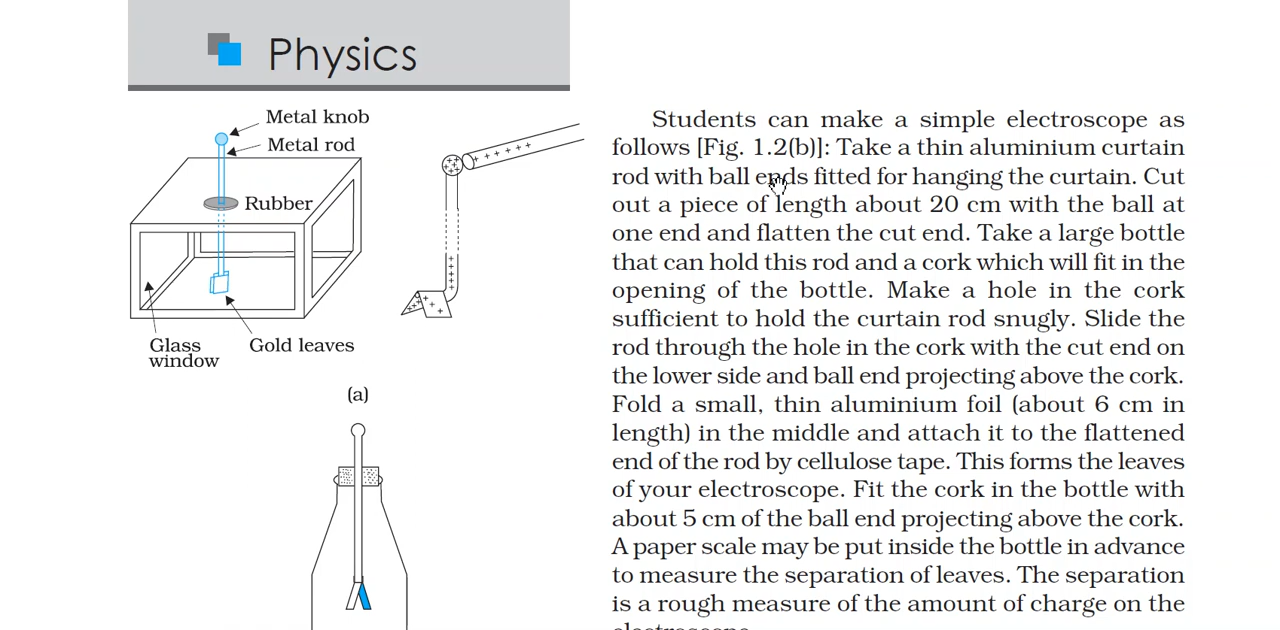 Physics
Metal knob
Metal rod
Rubber
Glass
window
Gold leaves
(a)
Students can make a simple electroscope as
follows [Fig. 1.2(b)]: Take a thin aluminium curtain
rod with ball ends fitted for hanging the curtain. Cut
out a piece of length about 20 cm with the ball at
one end and flatten the cut end. Take a large bottle
that can hold this rod and a cork which will fit in the
opening of the bottle. Make a hole in the cork
sufficient to hold the curtain rod snugly. Slide the
rod through the hole in the cork with the cut end on
the lower side and ball end projecting above the cork.
Fold a small, thin aluminium foil (about 6 cm in
length) in the middle and attach it to the flattened
end of the rod by cellulose tape. This forms the leaves
of your electroscope. Fit the cork in the bottle with
about 5 cm of the ball end projecting above the cork.
A paper scale may be put inside the bottle in advance
to measure the separation of leaves. The separation
is a rough measure of the amount of charge on the